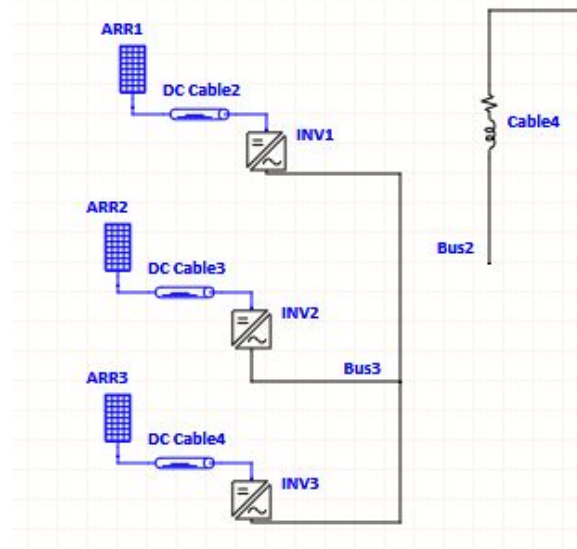 ARR1
DC Cable2
INV1
Cable4
ARR2
Bus2
DC Cable3
INV2
Bus3
ARR3
DC Cable4
INV3